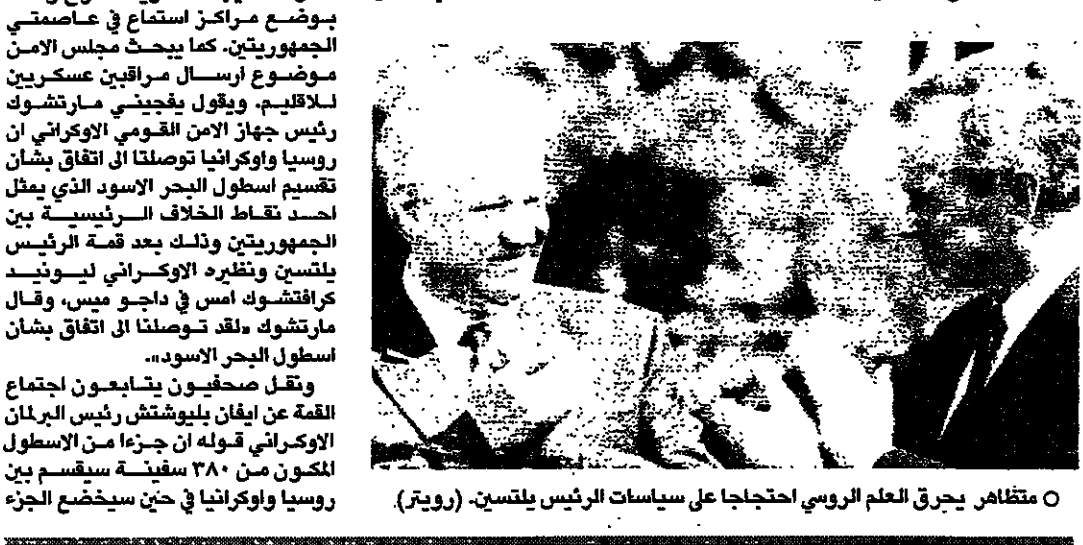 بوضع مراكز استماع في عاصمتي
الجمهوريتين. كما يبحث مجلس الامن
موضوع ارسال مراقبين عسكريين
للاقليم. ويقول يفجيني مارتشوك
رئيس جهاز الامن القومي الاوكراني ان
روسيا واوكرانيا توصلتا الى اتفاق بشأن
تقسيم اسطول البحر الاسود الذي يمثل
احد نقاط الخلاف الرئيسية بين
الجمهوريتين وذلك بعد قمة الرئيس
يلتسين ونظيره الاوكراني ليونيد
كرافتشوك امس في داجو ميس، وقال
مارتشوك «لقد توصلنا الى اتفاق بشأن
اسطول البحر الاسود».
ونقل صحفيون يتابعون اجتماع
القمة عن ايفان بليوشتش رئيس البرلمان
الاوكراني قوله ان جزءا من الاسطول
المكون من ٣٨٠ سفينة سيقسم بين
روسيا واوكرانيا في حين سيخضع الجزء
O متظاهر يحرق العلم الروسي احتجاجا على سياسات الرئيس يلتسين. (رويتر).